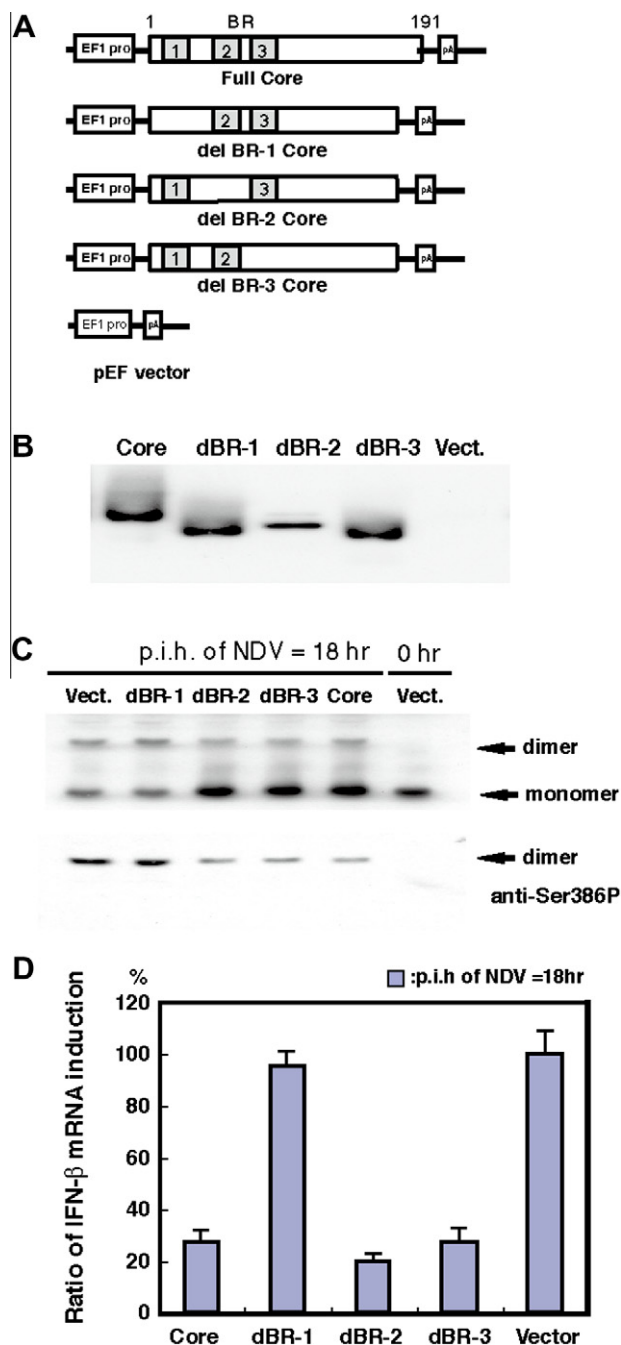 A
1 BR 191
EF1 pro 1 2 3 pA
Full Core
EF1 pro 2 3 pA
del BR-1 Core
EF1 pro 1 3 pA
del BR-2 Core
EF1 pro 1 2 pA
del BR-3 Core
EF1 pro pA
pEF vector
B
Core dBR-1 dBR-2 dBR-3 Vect.
C
p.i.h. of NDV = 18 hr 0 hr
Vect. dBR-1 dBR-2 dBR-3 Core Vect.
dimer
monomer
dimer
anti-Ser386P
D
% :p.i.h of NDV =18hr
Ratio of IFN-β mRNA induction
120
100
80
60
40
20
0
Core dBR-1 dBR-2 dBR-3 Vector